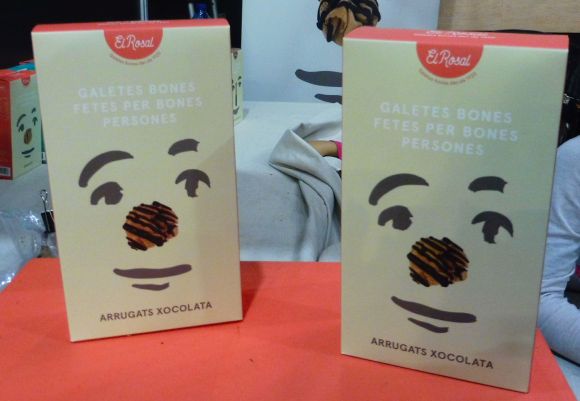 El Rosal
GALETES BONES
FETES PER BONES
PERSONES
ARRUGATS XOCOLATA
El Rosal
GALETES BONES
FETES PER BONES
PERSONES
ARRUGATS XOCOLATA